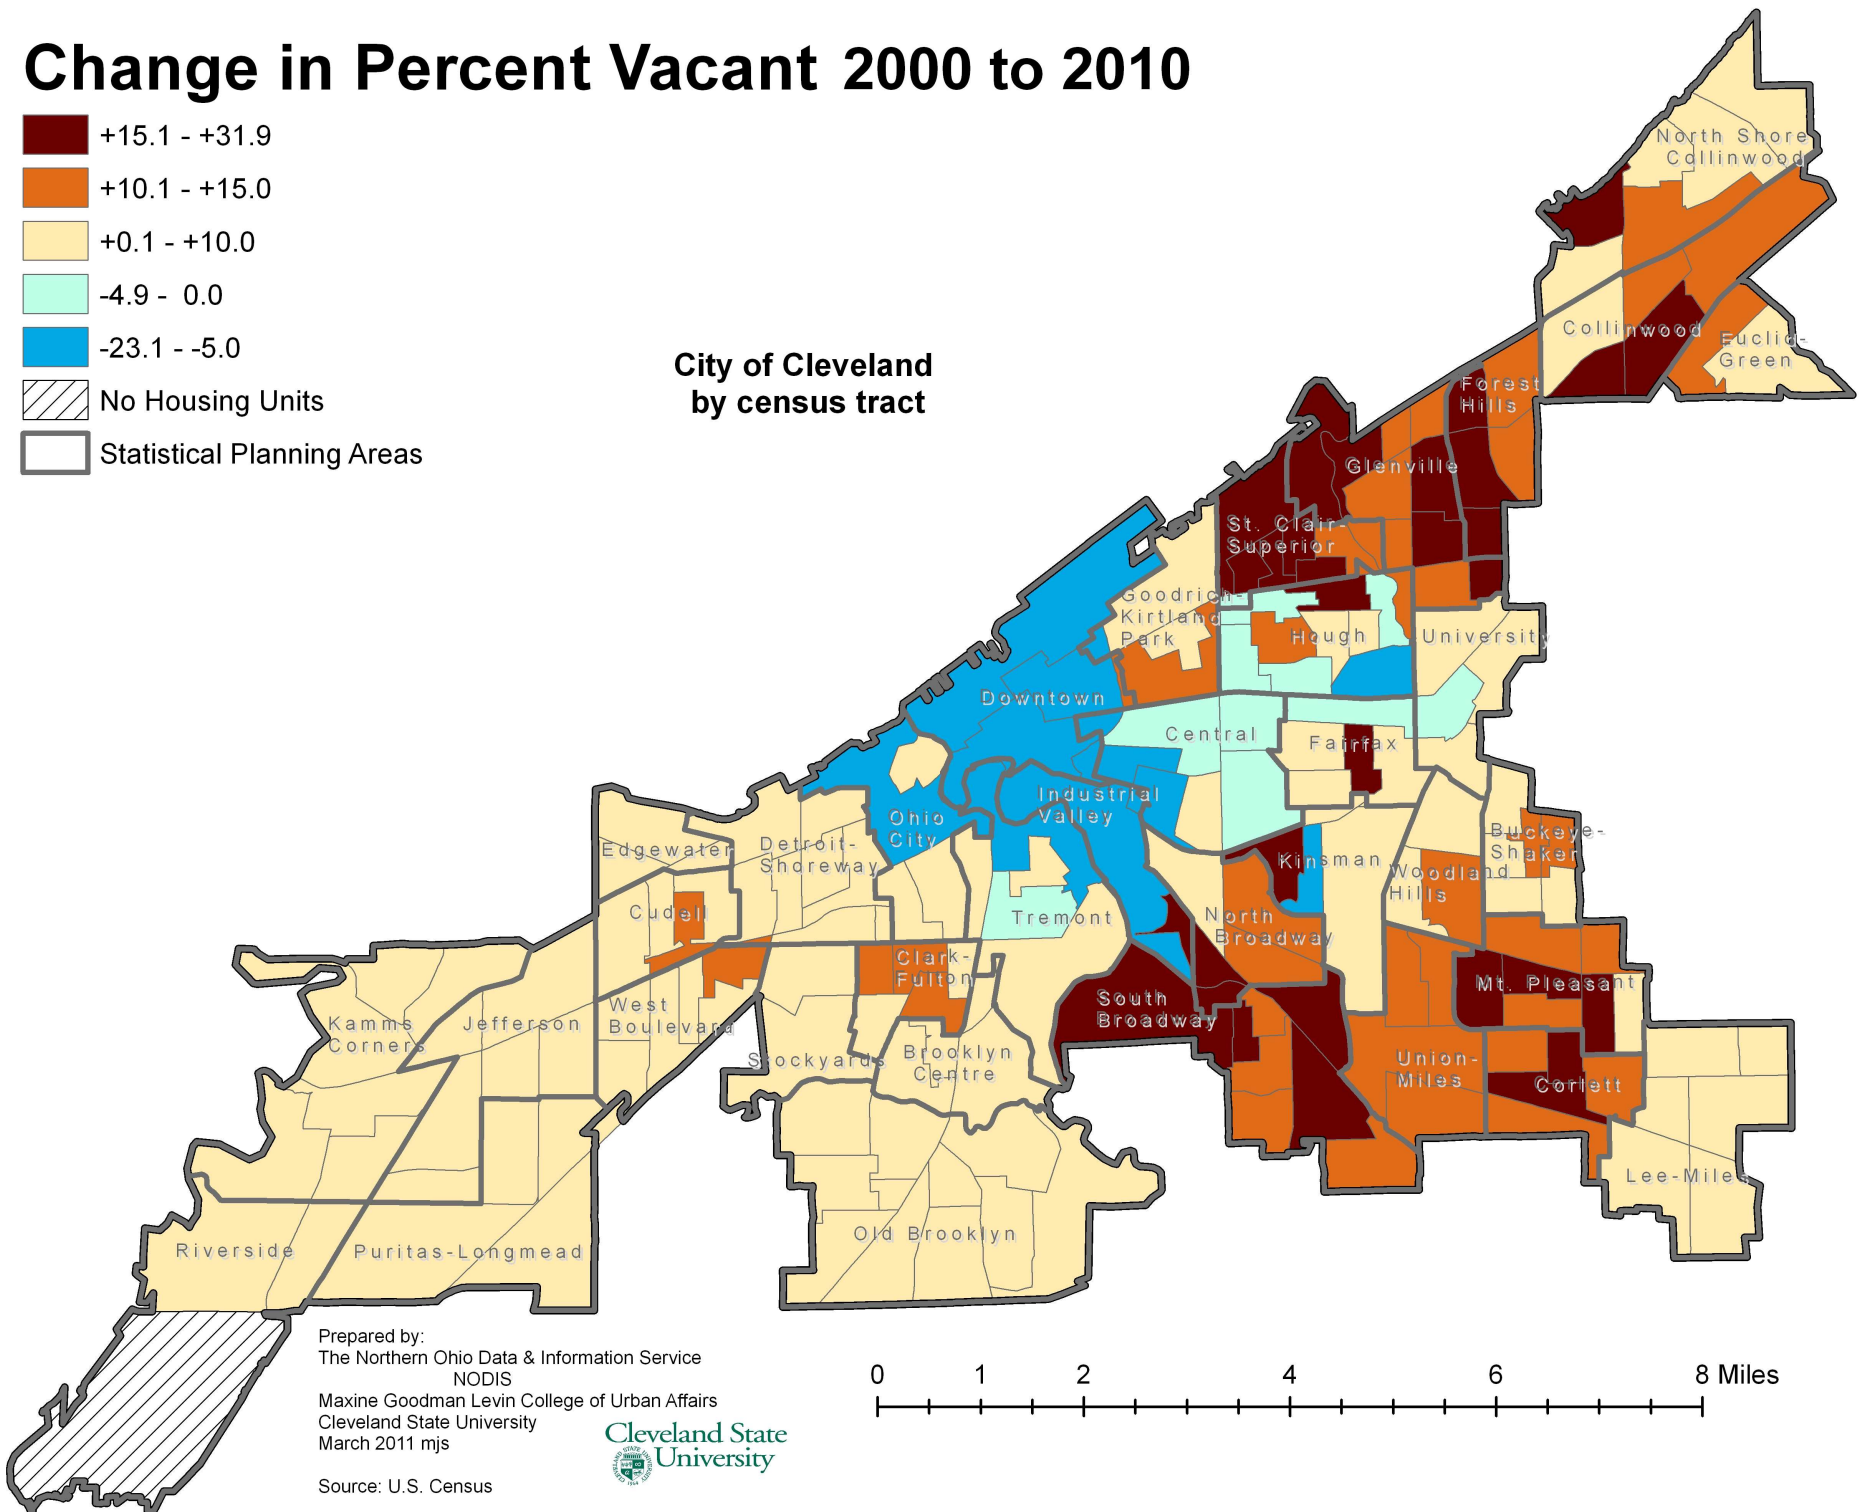 Change in Percent Vacant 2000 to 2010
+15.1 - +31.9
+10.1 - +15.0
+0.1 - +10.0
-4.9 - 0.0
-23.1 - -5.0
No Housing Units
Statistical Planning Areas
City of Cleveland
by census tract
North Shore
Collinwood
Collinwood
Euclid-
Green
Forest
Hills
Glenville
St. Clair-
Superior
Goodrich-
Kirtland
Park
Hough
University
Downtown
Central
Fairfax
Industrial
Valley
Ohio
City
Edgewater
Detroit-
Shoreway
Buckeye-
Shaker
Kinsman
Woodland
Hills
Cudell
Tremont
North
Broadway
Clark-
Fulton
Mt. Pleasant
South
Broadway
West
Boulevard
Kamms
Corners
Jefferson
Stockyards
Brooklyn
Centre
Union-
Miles
Corlett
Lee-Miles
Old Brooklyn
Riverside
Puritas-Longmead
Prepared by:
The Northern Ohio Data & Information Service
NODIS
Maxine Goodman Levin College of Urban Affairs
Cleveland State University
March 2011 mjs
Source: U.S. Census
Cleveland State
University
0 1 2 4 6 8 Miles